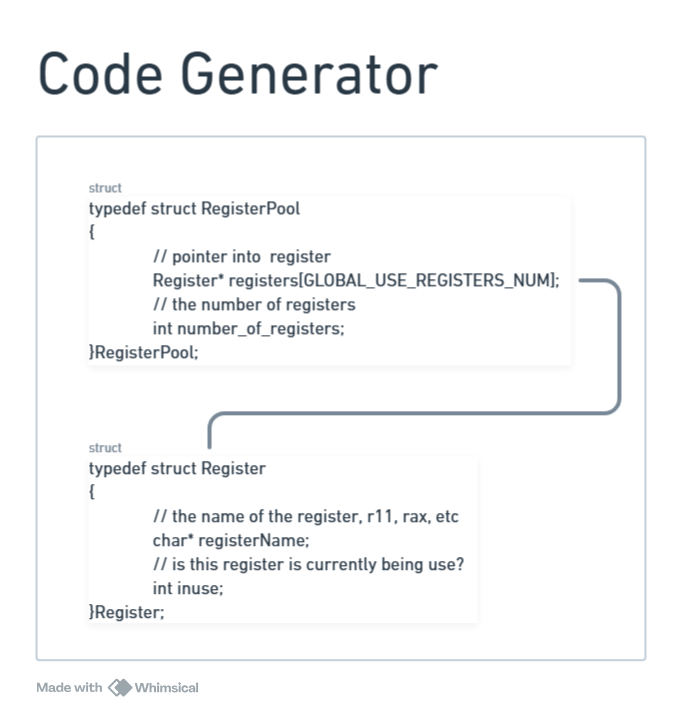 Code Generator
struct
typedef struct RegisterPool
{
// pointer into  register
Register* registers[GLOBAL_USE_REGISTERS_NUM];
// the number of registers
int number_of_registers;
}RegisterPool;
struct
typedef struct Register
{
// the name of the register, r11, rax, etc
char* registerName;
// is this register is currently being use?
int inuse;
}Register;
Made with Whimsical